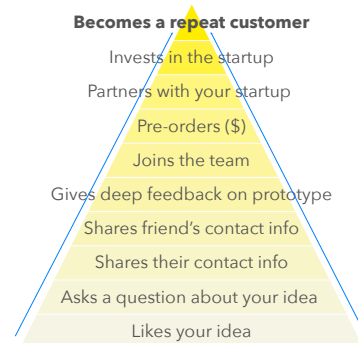 Becomes a repeat customer
Invests in the startup
Partners with your startup
Pre-orders ($)
Joins the team
Gives deep feedback on prototype
Shares friend’s contact info
Shares their contact info
Asks a question about your idea
Likes your idea